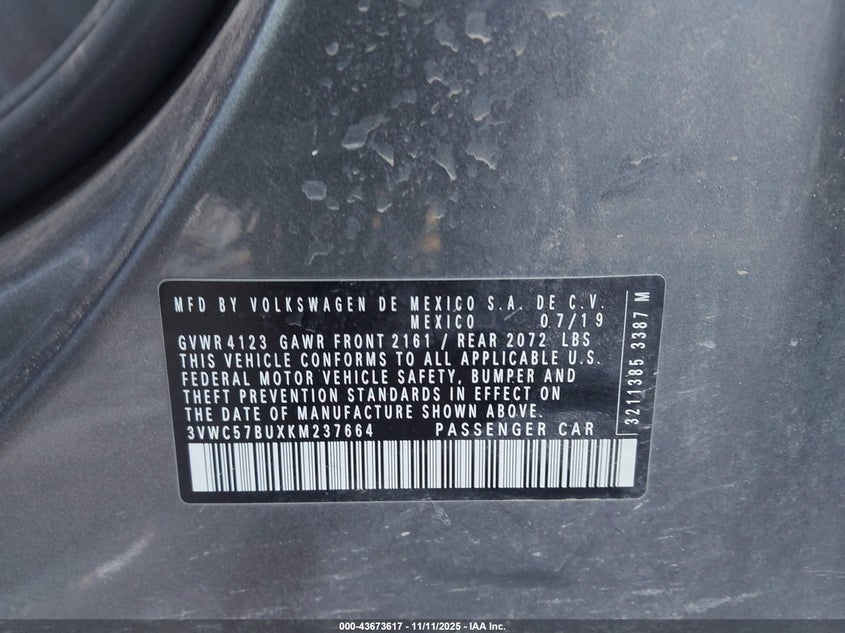 MFD BY VOLKSWAGEN DE MEXICO S.A. DE C.V.
MEXICO 07/19
GVWR 4123 GAWR FRONT 2161 / REAR 2072 LBS
THIS VEHICLE CONFORMS TO ALL APPLICABLE U.S.
FEDERAL MOTOR VEHICLE SAFETY, BUMPER AND
THEFT PREVENTION STANDARDS IN EFFECT ON
THE DATE OF MANUFACTURE SHOWN ABOVE.
3VWC57BUXKM237664 PASSENGER CAR
3211385 3387 M
000-43673617 - 11/11/2025 - IAA Inc.